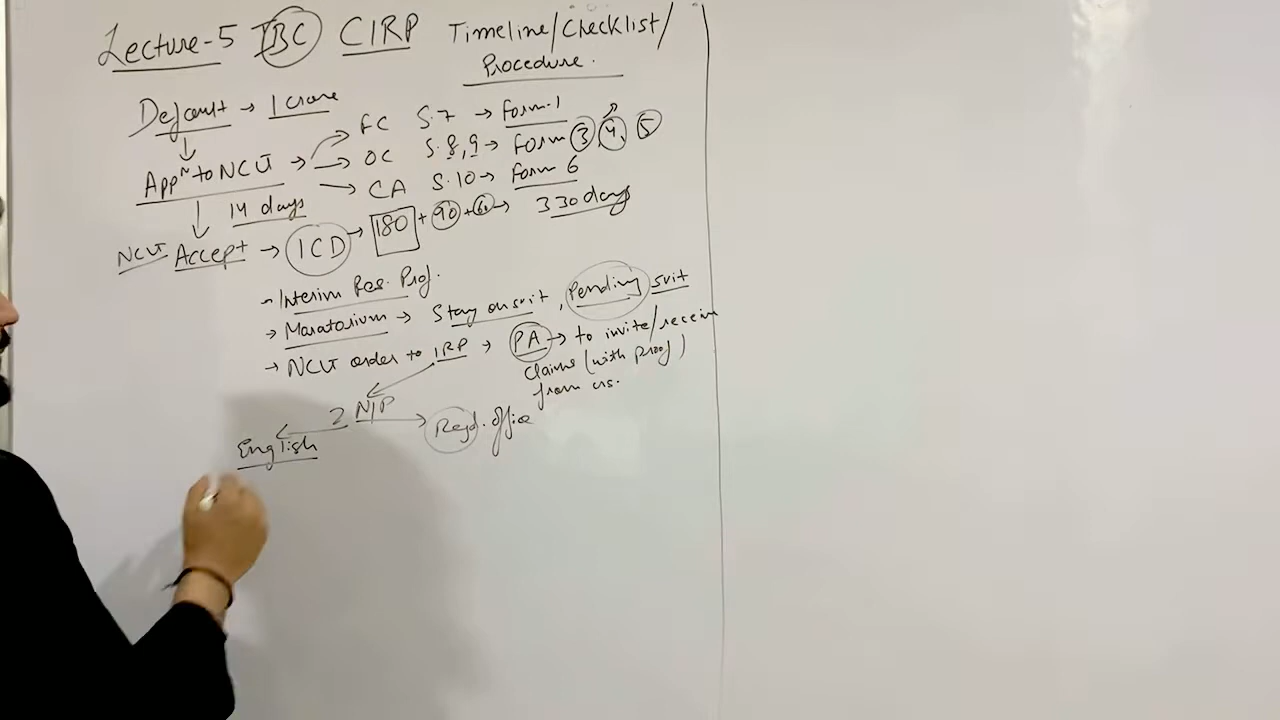 Lecture-5 IBC CIRP Timeline/Checklist/
Procedure.
Default → 1 crore
Appⁿ to NCLT → FC S.7 → Form-1
→ OC S.8,9 → Form 3, 4, 5
→ CA S.10 → Form 6
14 days
NCLT Accept → ICD → 180 + 90 + 60 → 330 days
- Interim Res. Prof.
→ Maratorium → Stay on suit, Pending suit
→ NCLT order to IRP → PA → to invite/receive
claims (with proof)
from crs.
2 N/P
English Regd. office